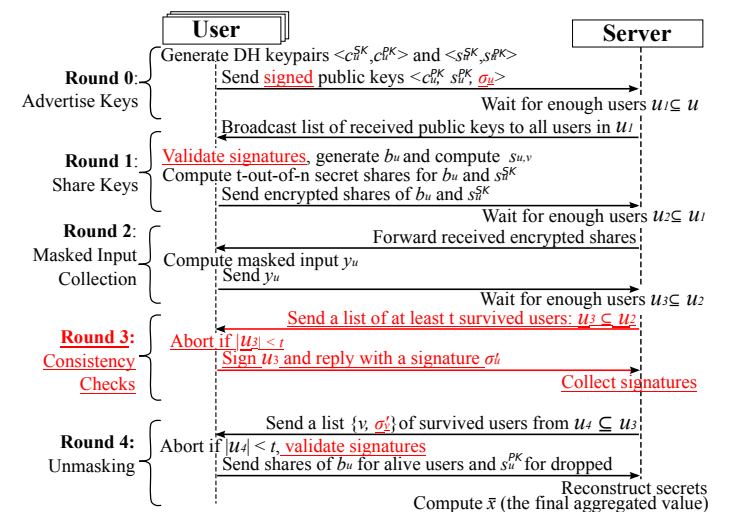 User
Server
Generate DH keypairs <c_u^SK, c_u^PK> and <s_u^SK, s_u^PK>
Round 0:
Advertise Keys
Send signed public keys <c_u^PK, s_u^PK, σ_u>
Wait for enough users u₁⊆ u
Broadcast list of received public keys to all users in u₁
Round 1:
Share Keys
Validate signatures, generate b_u and compute s_u,v
Compute t-out-of-n secret shares for b_u and s_u^SK
Send encrypted shares of b_u and s_u^SK
Wait for enough users u₂⊆ u₁
Round 2:
Masked Input
Collection
Forward received encrypted shares
Compute masked input y_u
Send y_u
Wait for enough users u₃⊆ u₂
Round 3:
Consistency
Checks
Send a list of at least t survived users: u₃ ⊆ u₂
Abort if |u₃| < t
Sign u₃ and reply with a signature σ'_u
Collect signatures
Round 4:
Unmasking
Send a list {v, σ'_v} of survived users from u₄ ⊆ u₃
Abort if |u₄| < t, validate signatures
Send shares of b_u for alive users and s_u^PK for dropped
Reconstruct secrets
Compute x̄ (the final aggregated value)